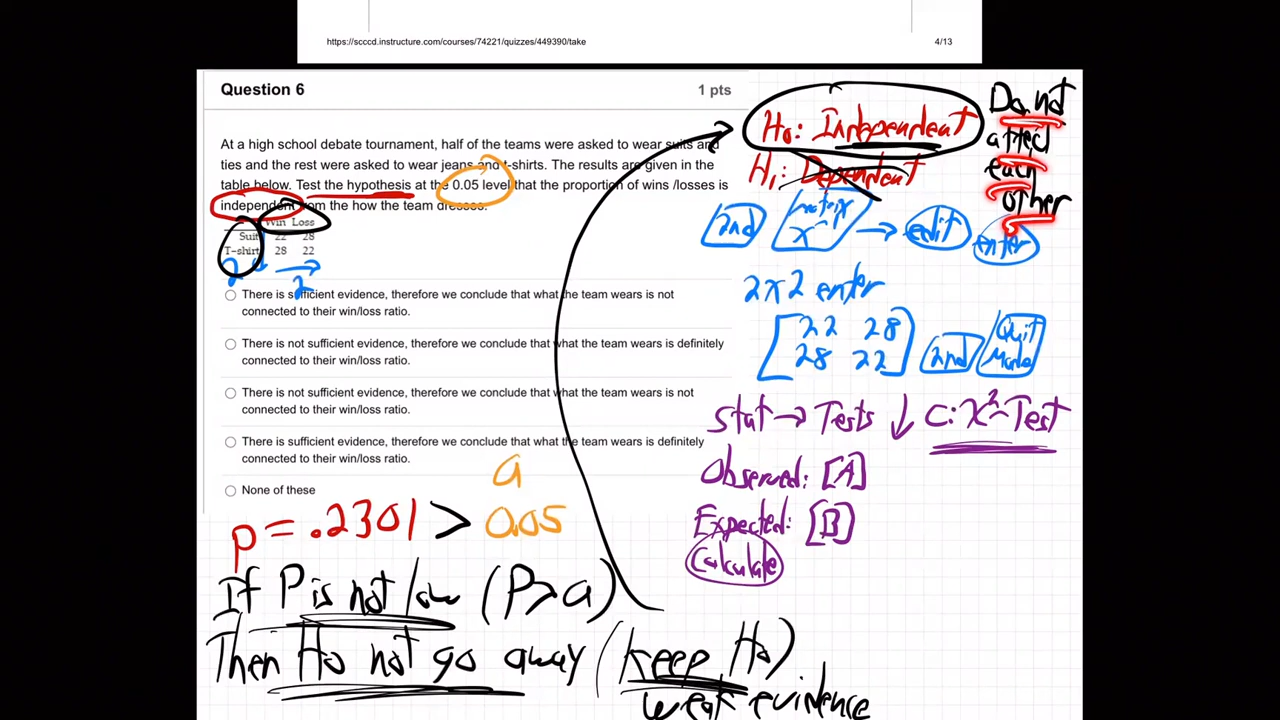 https://scccd.instructure.com/courses/74221/quizzes/449390/take
4/13
Question 6
1 pts
At a high school debate tournament, half of the teams were asked to wear suits and
ties and the rest were asked to wear jeans and t-shirts. The results are given in the
table below. Test the hypothesis at the 0.05 level that the proportion of wins /losses is
independent from the how the team dresses.
Win Loss
Suit 22 28
T-shirt 28 22
2 2
There is sufficient evidence, therefore we conclude that what the team wears is not
connected to their win/loss ratio.
There is not sufficient evidence, therefore we conclude that what the team wears is definitely
connected to their win/loss ratio.
There is not sufficient evidence, therefore we conclude that what the team wears is not
connected to their win/loss ratio.
There is sufficient evidence, therefore we conclude that what the team wears is definitely
connected to their win/loss ratio.
None of these
a
p = .2301 > 0.05
If P is not low (P>a)
Then Ho not go away (keep Ho)
weak evidence
Ho: Independent
H1: Dependent
Do not
affect
each
other
2nd matrix x⁻¹ → edit enter
2x2 enter
[22 28
28 22] 2nd Quit Mode
Stat → Tests ↓ C: X²-Test
Observed: [A]
Expected: [B]
Calculate